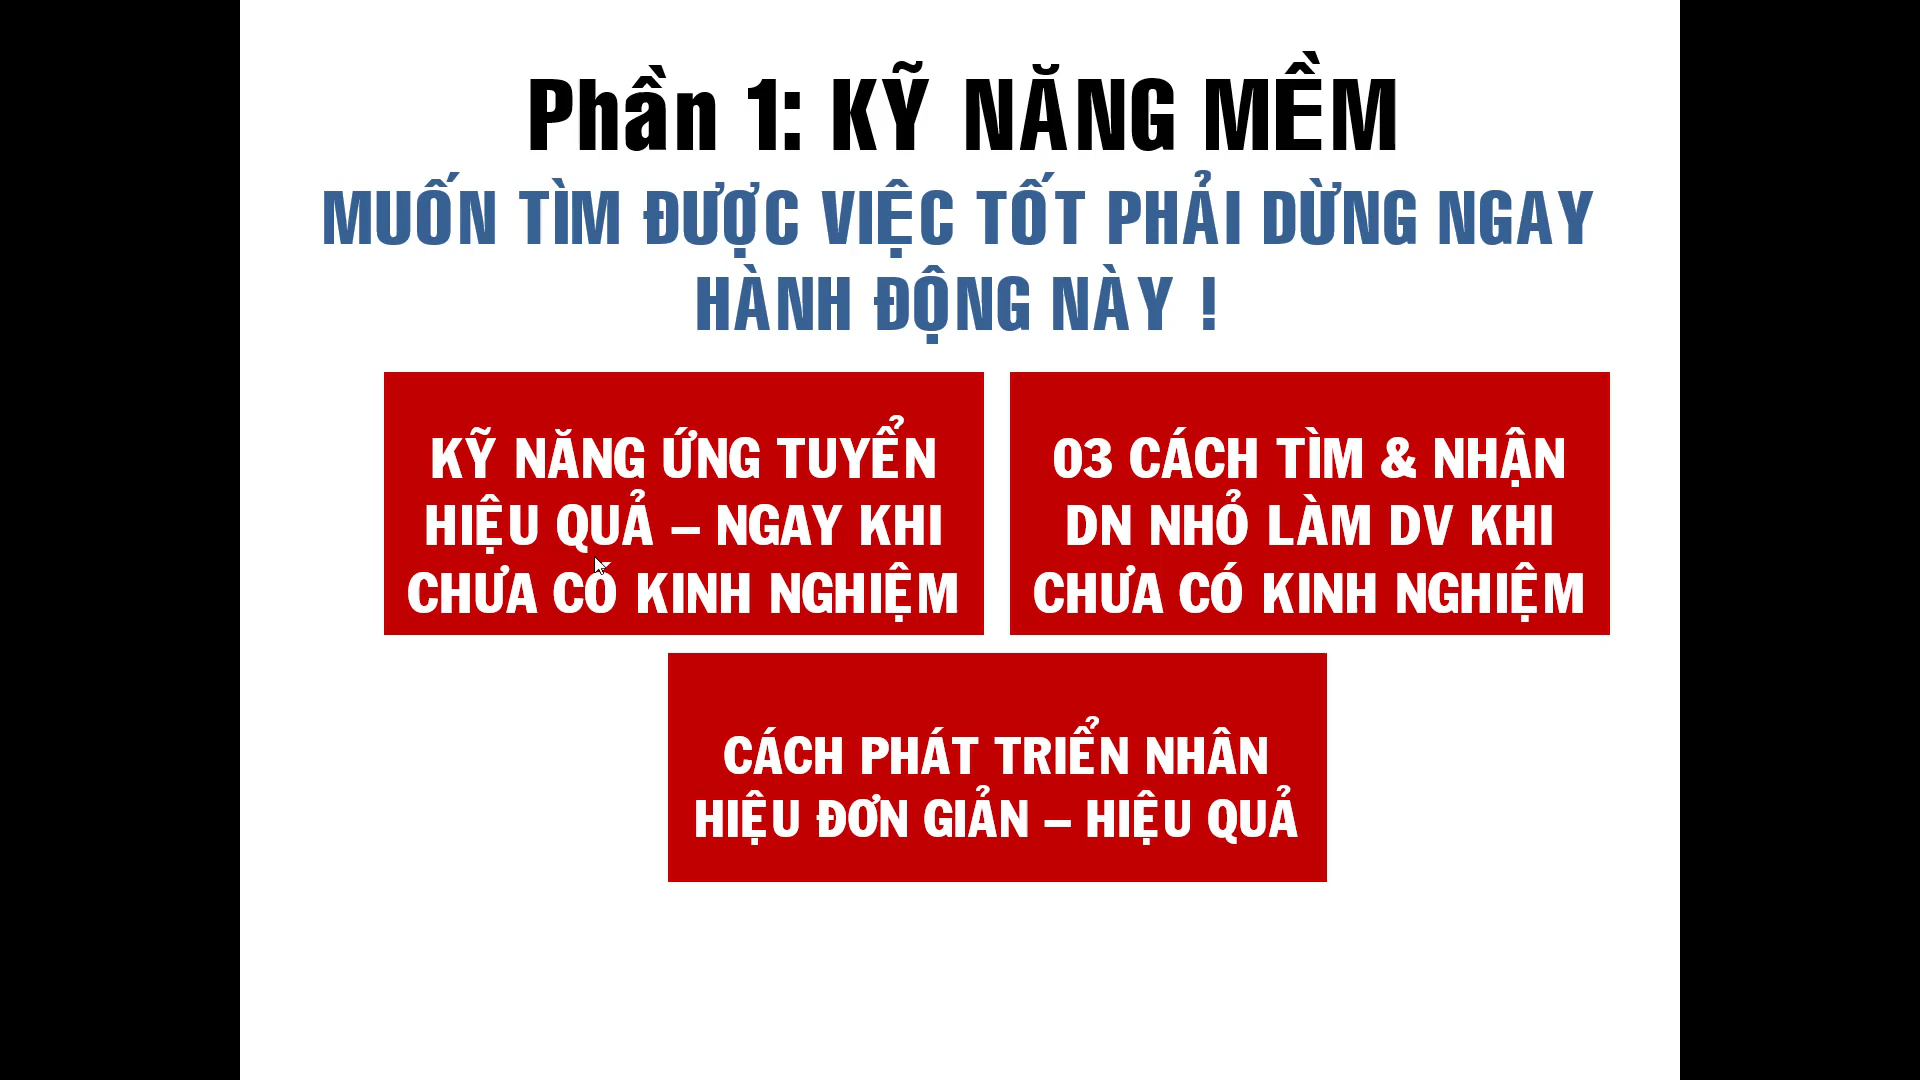 Phần 1: KỸ NĂNG MỀM
MUỐN TÌM ĐƯỢC VIỆC TỐT PHẢI DỪNG NGAY
HÀNH ĐỘNG NÀY !
KỸ NĂNG ỨNG TUYỂN
HIỆU QUẢ – NGAY KHI
CHƯA CÓ KINH NGHIỆM
03 CÁCH TÌM & NHẬN
DN NHỎ LÀM DV KHI
CHƯA CÓ KINH NGHIỆM
CÁCH PHÁT TRIỂN NHÂN
HIỆU ĐƠN GIẢN – HIỆU QUẢ